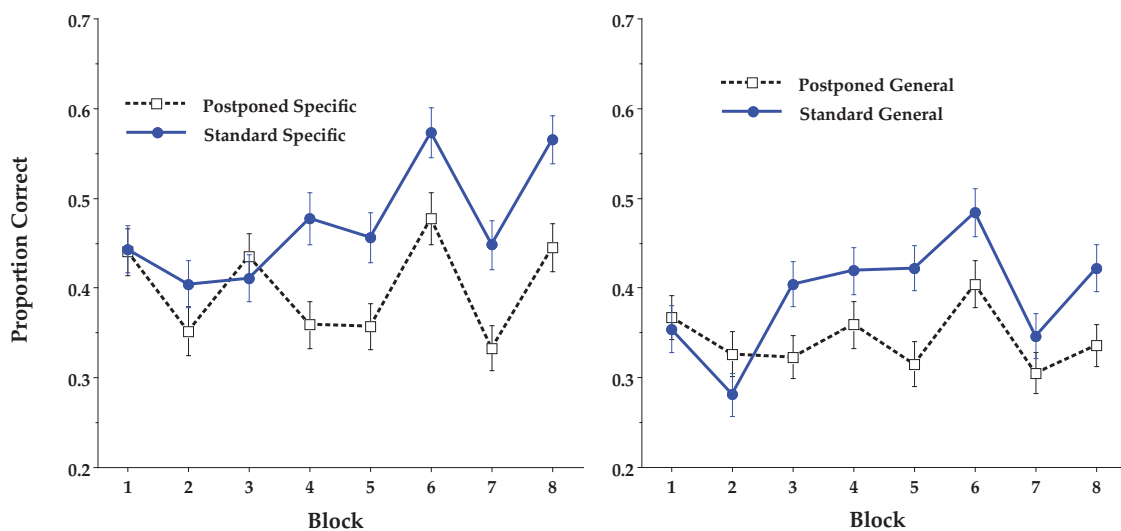 0.7
0.6
0.5
0.4
0.3
0.2
Proportion Correct
Postponed Specific
Standard Specific
1 2 3 4 5 6 7 8
Block
0.7
0.6
0.5
0.4
0.3
0.2
Postponed General
Standard General
1 2 3 4 5 6 7 8
Block